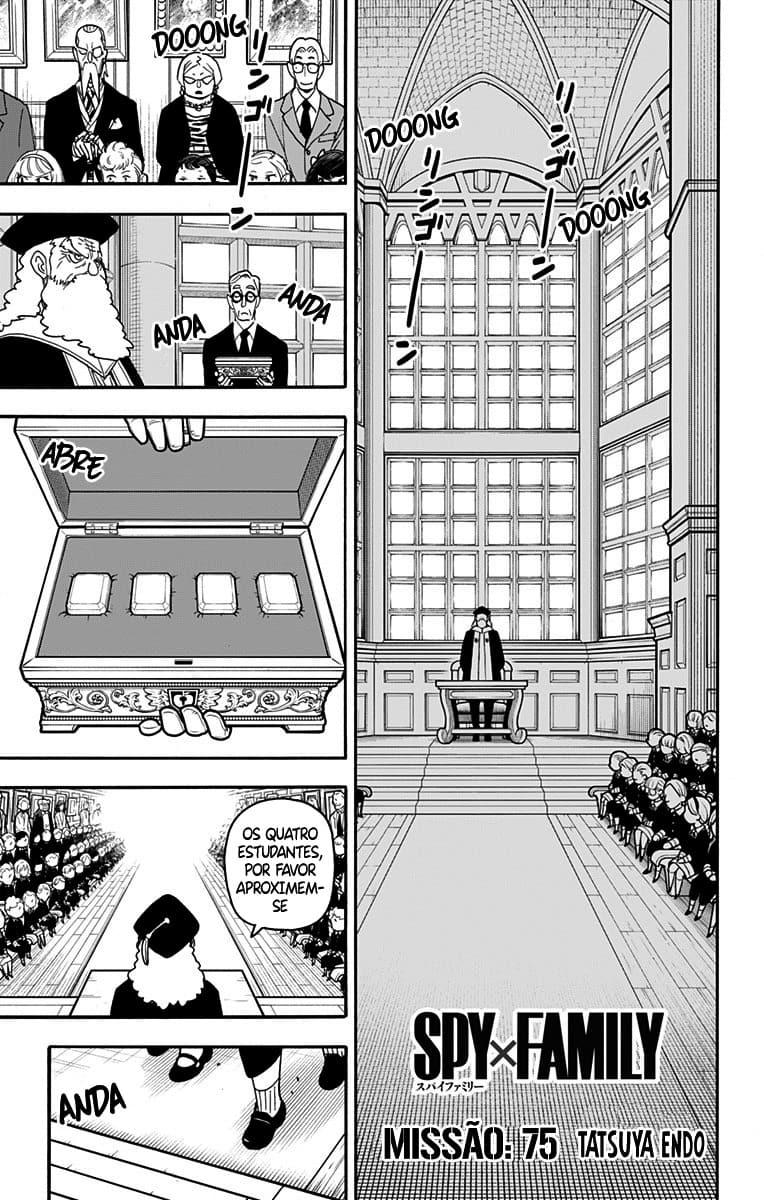 DOOONG
リンゴーン
DOOONG
リンゴーン
DOOONG
SPY×FAMILY
スパイファミリー
MISSÃO: 75 TATSUYA ENDO
DOOONG
リンゴーン
DOOONG
ANDA
ANDA
ABRE
OS QUATRO
ESTUDANTES,
POR FAVOR
APROXIMEM-
SE
ANDA